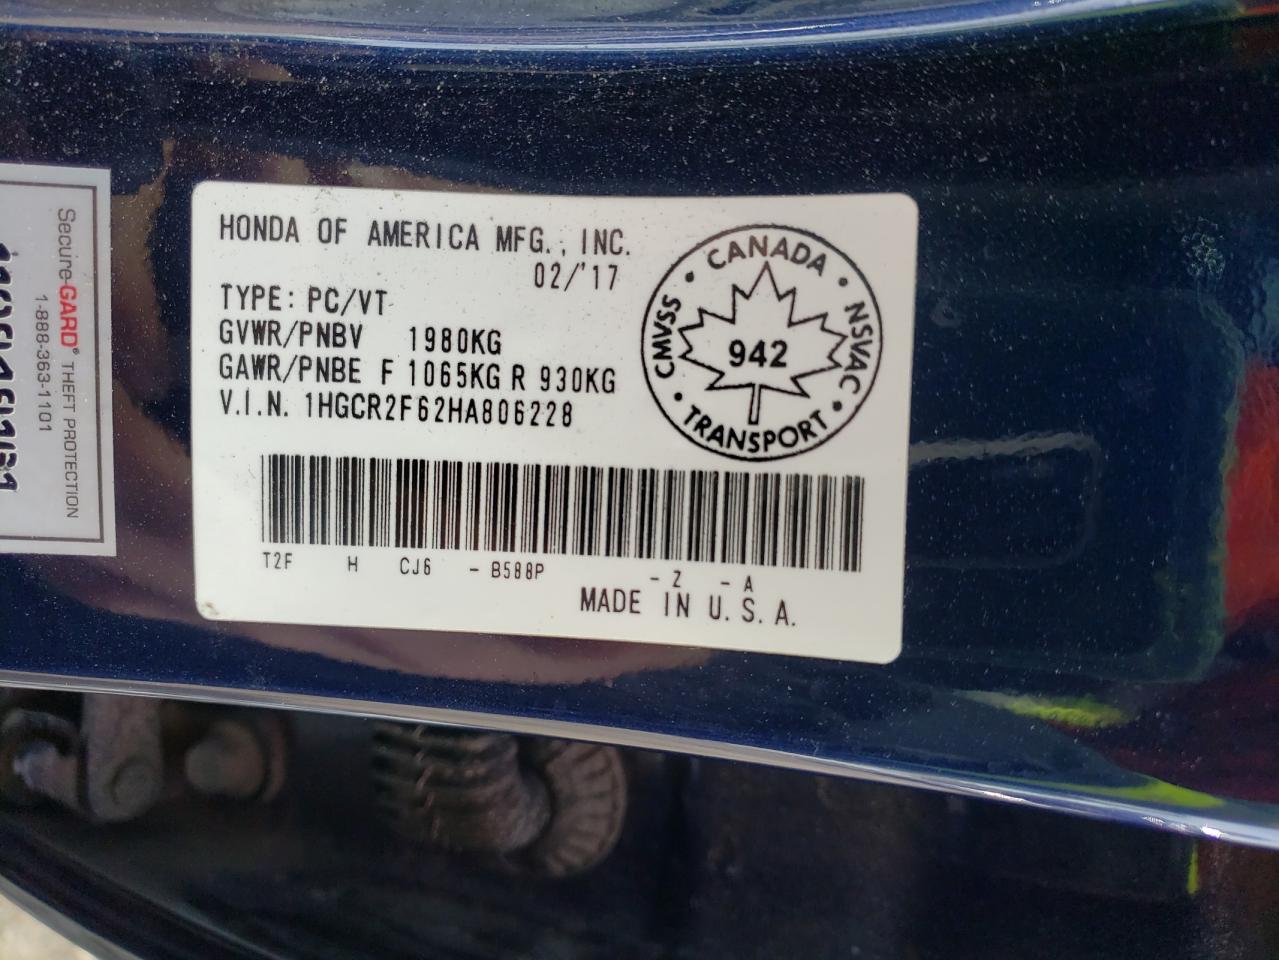 HONDA OF AMERICA MFG., INC.
02/'17
TYPE: PC/VT
GVWR/PNBV 1980KG
GAWR/PNBE F 1065KG R 930KG
V.I.N. 1HGCR2F62HA806228
T2F H CJ6 - B588P - Z - A
MADE IN U.S.A.
CANADA
CMVSS
NSVAC
942
TRANSPORT
Secure-GARD® THEFT PROTECTION
1-888-363-1101